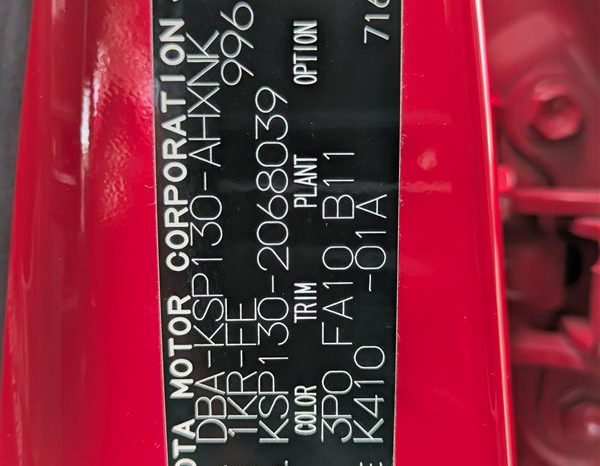 OTA MOTOR CORPORATION
DBA-KSP130-AHXNK
1KR-FE 996
KSP130-2068039
COLOR TRIM PLANT OPTION
3P0 FA10 B11 716
K410 -01A